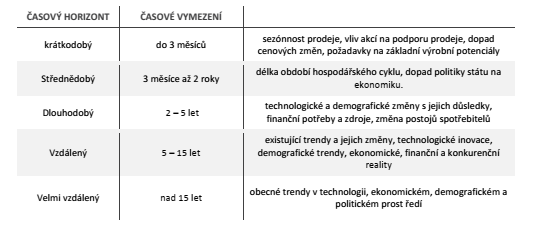 ČASOVÝ HORIZONT ČASOVÉ VYMEZENÍ
krátkodobý do 3 měsíců sezónnost prodeje, vliv akcí na podporu prodeje, dopad
cenových změn, požadavky na základní výrobní potenciály
Střednědobý 3 měsíce až 2 roky délka období hospodářského cyklu, dopad politiky státu na
ekonomiku.
Dlouhodobý 2 – 5 let technologické a demografické změny s jejich důsledky,
finanční potřeby a zdroje, změna postojů spotřebitelů
Vzdálený 5 – 15 let existující trendy a jejich změny, technologické inovace,
demografické trendy, ekonomické, finanční a konkurenční
reality
Velmi vzdálený nad 15 let obecné trendy v technologii, ekonomickém, demografickém a
politickém prost ředí